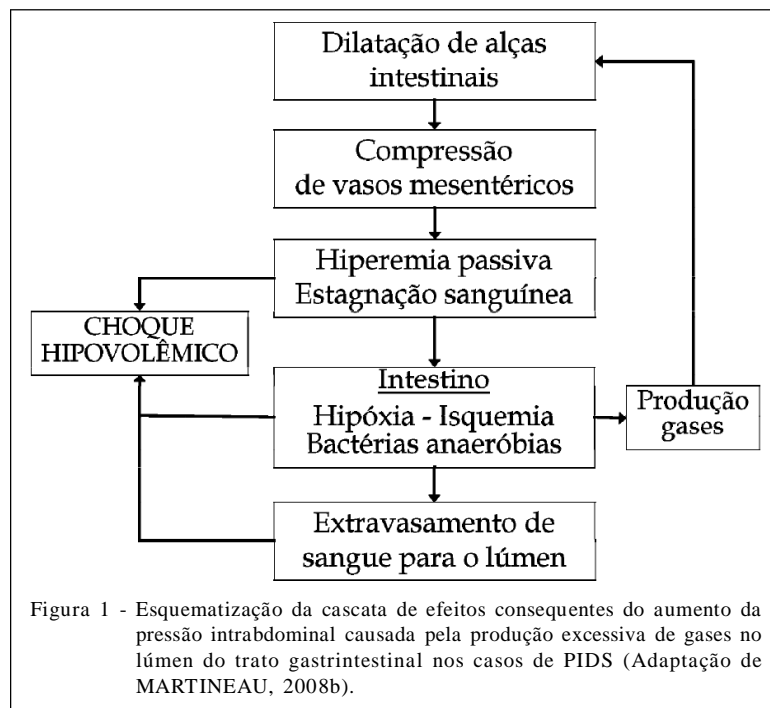 Dilatação de alças
intestinais
Compressão
de vasos mesentéricos
Hiperemia passiva
Estagnação sanguínea
CHOQUE
HIPOVOLÊMICO
Intestino
Hipóxia - Isquemia
Bactérias anaeróbias
Produção
gases
Extravasamento de
sangue para o lúmen
Figura 1 - Esquematização da cascata de efeitos consequentes do aumento da
pressão intrabdominal causada pela produção excessiva de gases no
lúmen do trato gastrintestinal nos casos de PIDS (Adaptação de
MARTINEAU, 2008b).